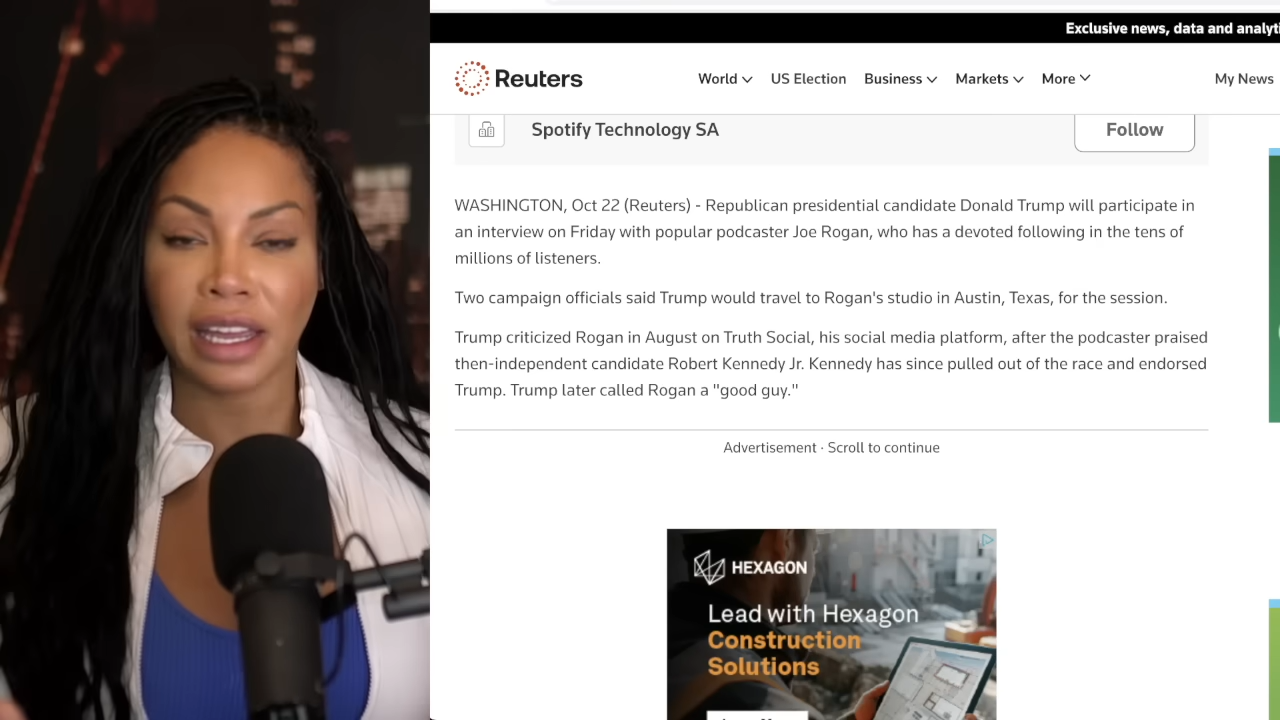 Exclusive news, data and analyti
Reuters
World
US Election
Business
Markets
More
My News
Spotify Technology SA
Follow
WASHINGTON, Oct 22 (Reuters) - Republican presidential candidate Donald Trump will participate in
an interview on Friday with popular podcaster Joe Rogan, who has a devoted following in the tens of
millions of listeners.
Two campaign officials said Trump would travel to Rogan's studio in Austin, Texas, for the session.
Trump criticized Rogan in August on Truth Social, his social media platform, after the podcaster praised
then-independent candidate Robert Kennedy Jr. Kennedy has since pulled out of the race and endorsed
Trump. Trump later called Rogan a "good guy."
Advertisement · Scroll to continue
HEXAGON
Lead with Hexagon
Construction
Solutions